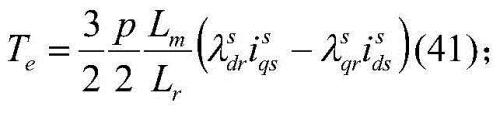 $T_e = \frac{3}{2} \frac{p}{2} \frac{L_m}{L_r} \left( \lambda_{dr}^s i_{qs}^s - \lambda_{qr}^s i_{ds}^s \right) (41);$